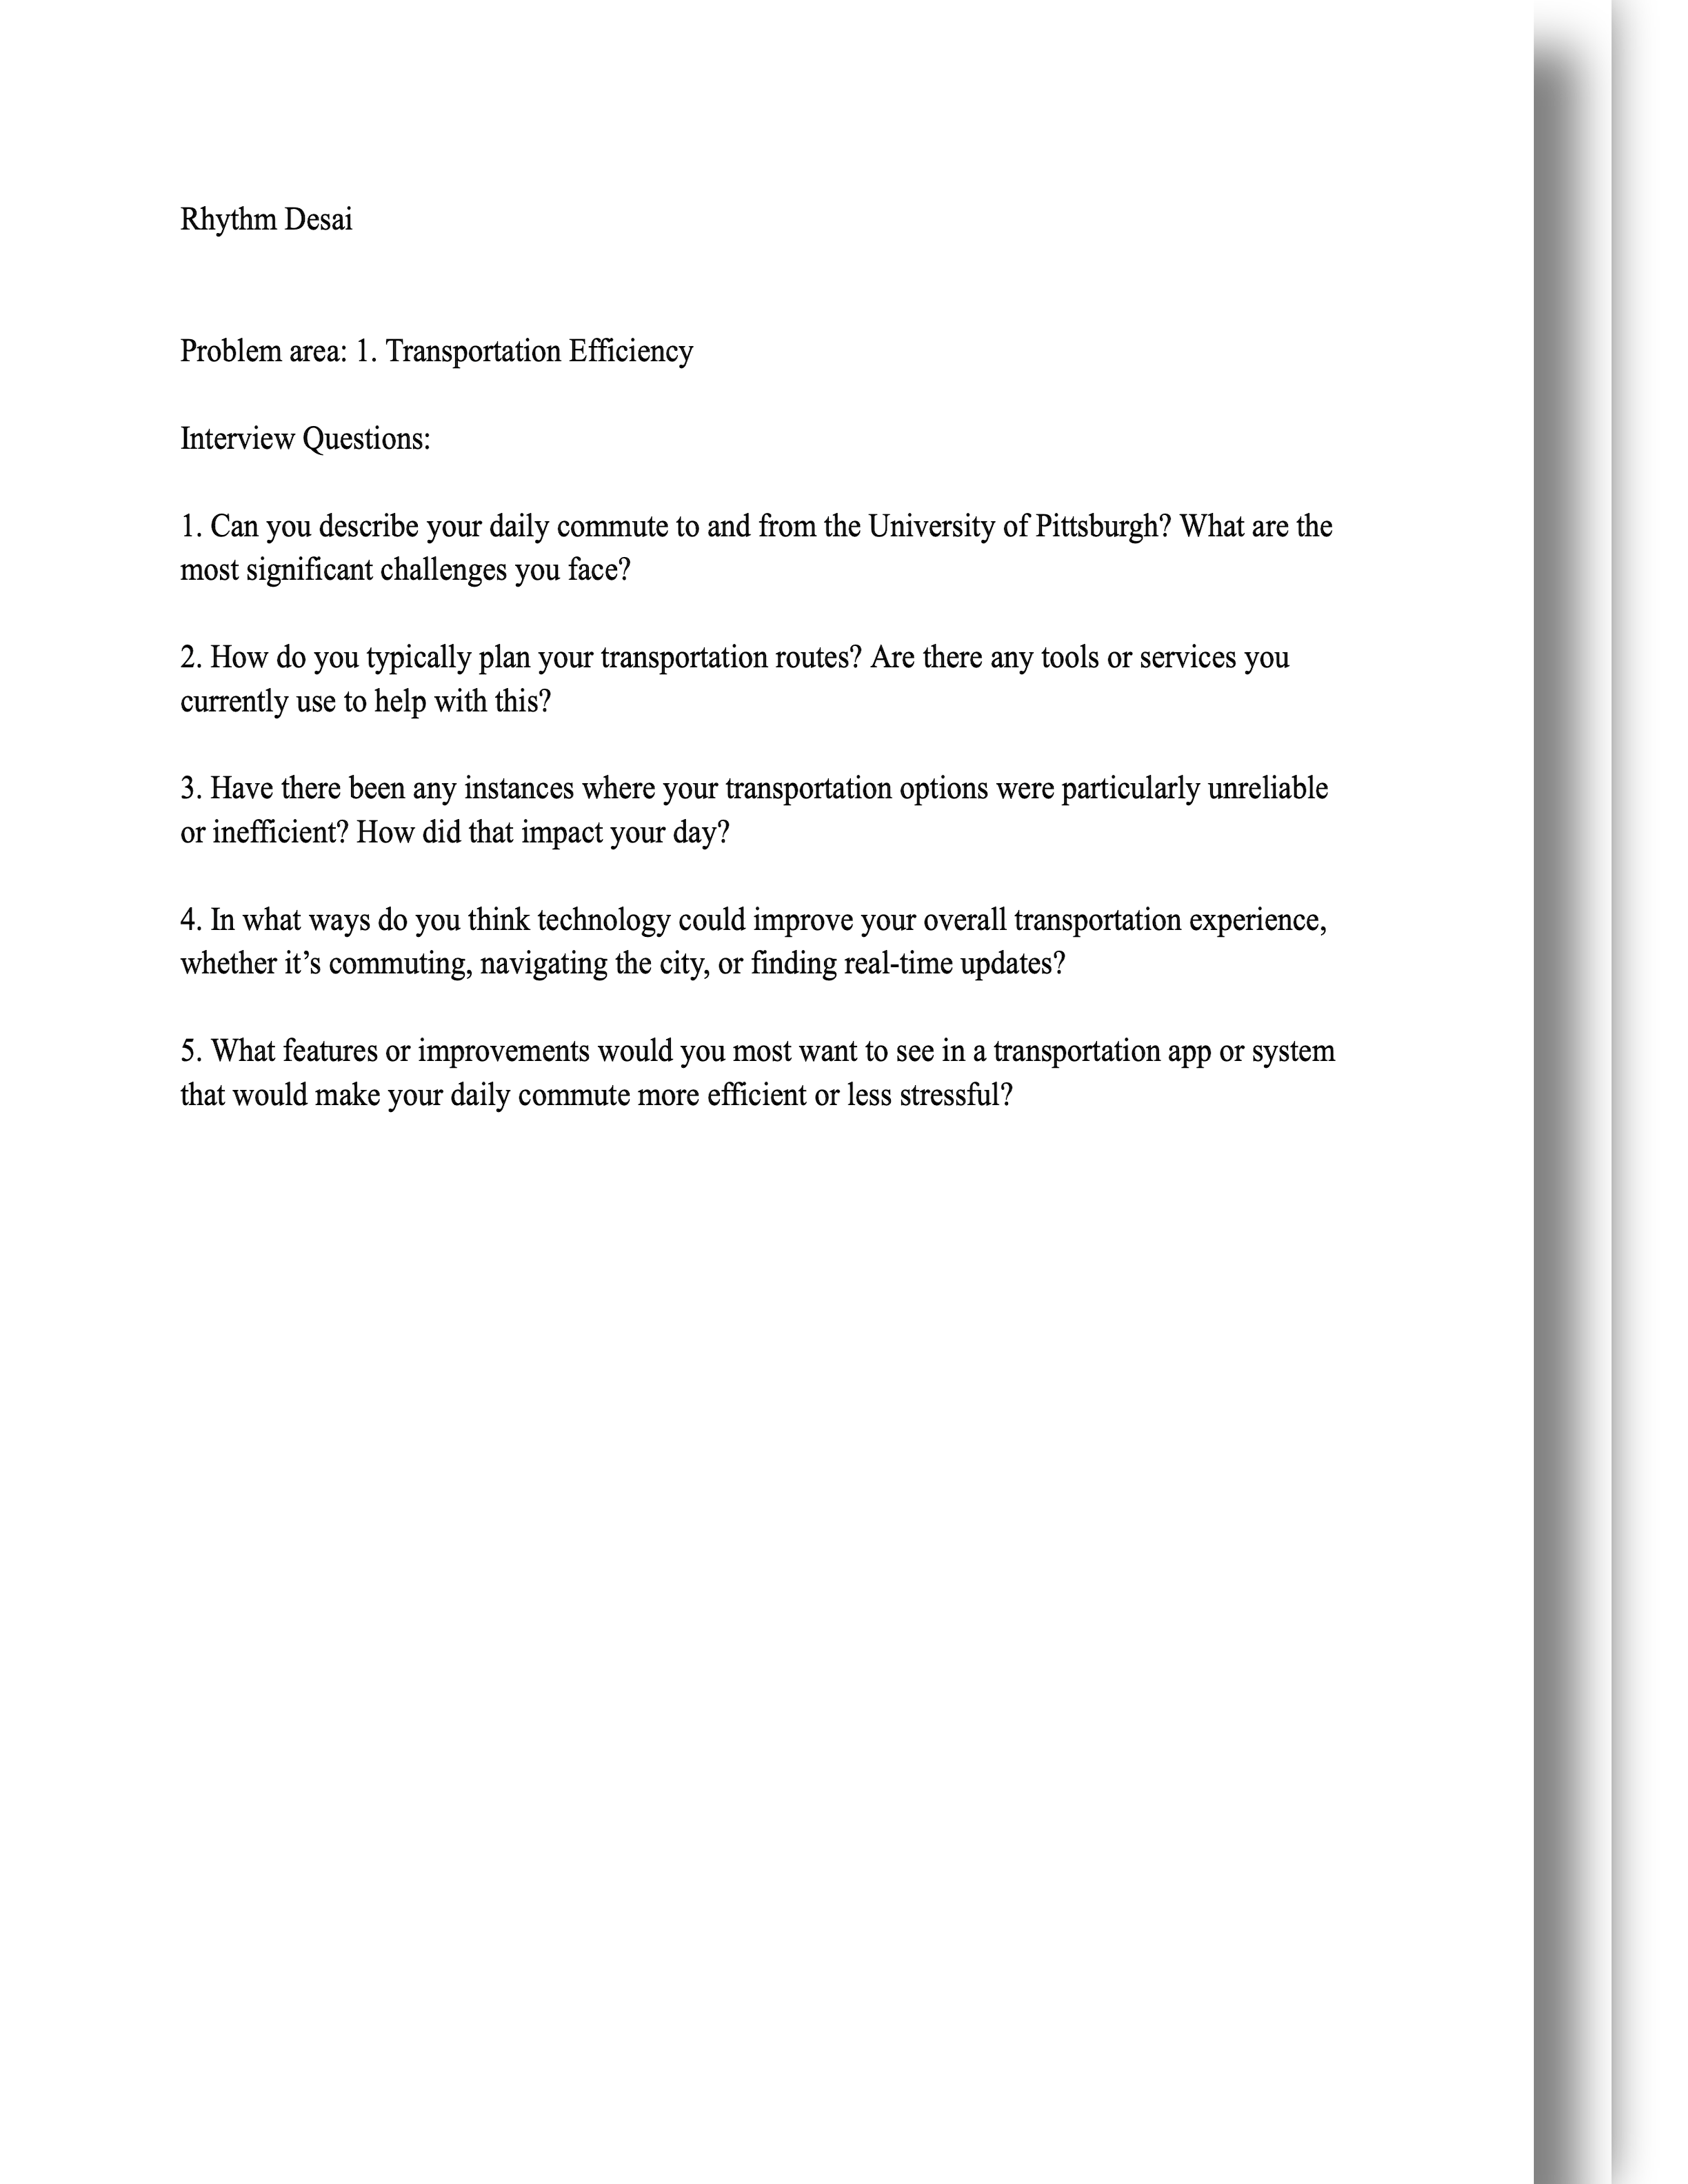 Rhythm Desai
Problem area: 1. Transportation Efficiency
Interview Questions:
1. Can you describe your daily commute to and from the University of Pittsburgh? What are the
most significant challenges you face?
2. How do you typically plan your transportation routes? Are there any tools or services you
currently use to help with this?
3. Have there been any instances where your transportation options were particularly unreliable
or inefficient? How did that impact your day?
4. In what ways do you think technology could improve your overall transportation experience,
whether it’s commuting, navigating the city, or finding real-time updates?
5. What features or improvements would you most want to see in a transportation app or system
that would make your daily commute more efficient or less stressful?